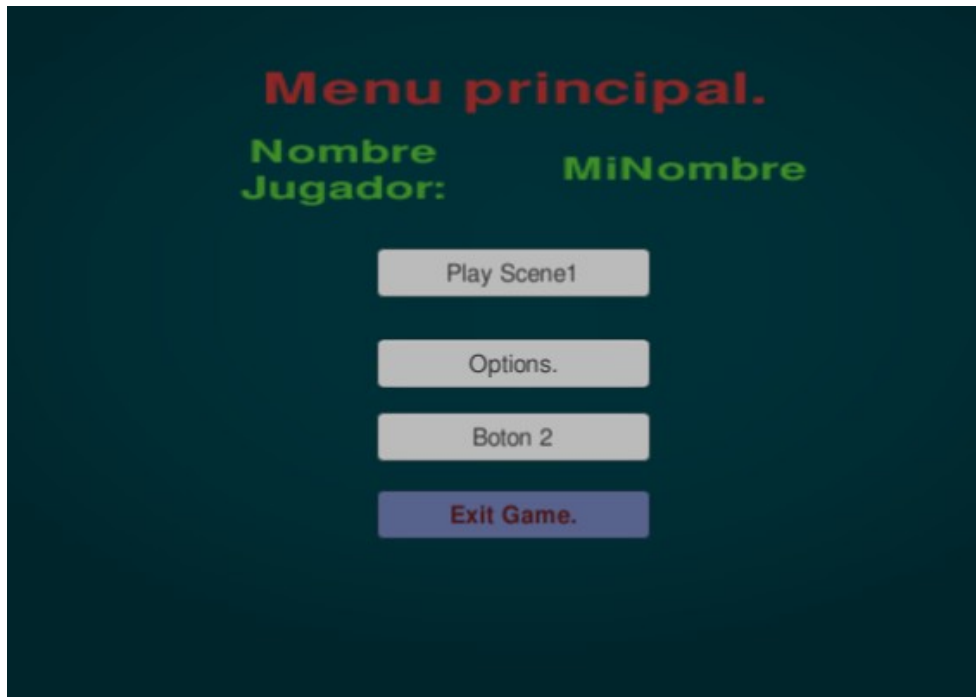 Menu principal.
Nombre
Jugador:
MiNombre
Play Scene1
Options.
Boton 2
Exit Game.